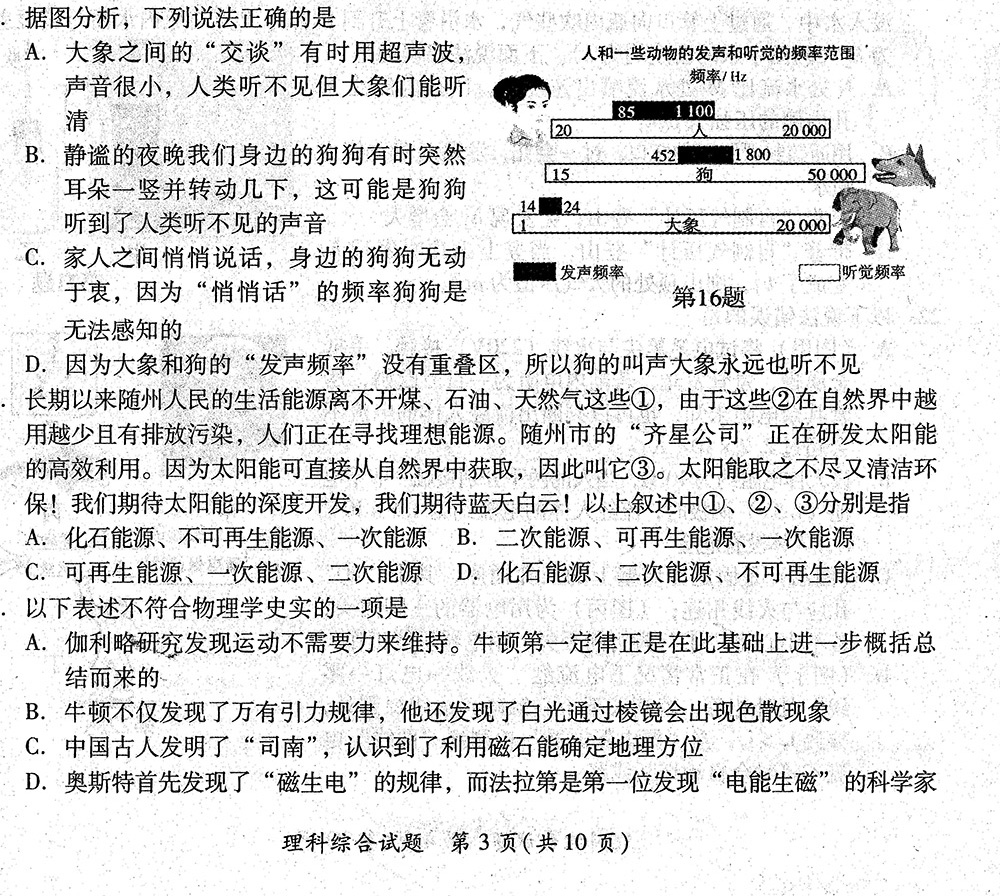 . 据图分析，下列说法正确的是
A. 大象之间的“交谈”有时用超声波，
声音很小，人类听不见但大象们能听
清
B. 静谧的夜晚我们身边的狗狗有时突然
耳朵一竖并转动几下，这可能是狗狗
听到了人类听不见的声音
C. 家人之间悄悄说话，身边的狗狗无动
于衷，因为“悄悄话”的频率狗狗是
无法感知的
D. 因为大象和狗的“发声频率”没有重叠区，所以狗的叫声大象永远也听不见
人和一些动物的发声和听觉的频率范围
频率/Hz
85 1100
20 人 20000
452 1800
15 狗 50000
14 24
1 大象 20000
发声频率 听觉频率
第16题
. 长期以来随州人民的生活能源离不开煤、石油、天然气这些①，由于这些②在自然界中越
用越少且有排放污染，人们正在寻找理想能源。随州市的“齐星公司”正在研发太阳能
的高效利用。因为太阳能可直接从自然界中获取，因此叫它③。太阳能取之不尽又清洁环
保！我们期待太阳能的深度开发，我们期待蓝天白云！以上叙述中①、②、③分别是指
A. 化石能源、不可再生能源、一次能源 B. 二次能源、可再生能源、一次能源
C. 可再生能源、一次能源、二次能源 D. 化石能源、二次能源、不可再生能源
. 以下表述不符合物理学史实的一项是
A. 伽利略研究发现运动不需要力来维持。牛顿第一定律正是在此基础上进一步概括总
结而来的
B. 牛顿不仅发现了万有引力规律，他还发现了白光通过棱镜会出现色散现象
C. 中国古人发明了“司南”，认识到了利用磁石能确定地理方位
D. 奥斯特首先发现了“磁生电”的规律，而法拉第是第一位发现“电能生磁”的科学家
理科综合试题 第3页(共10页)